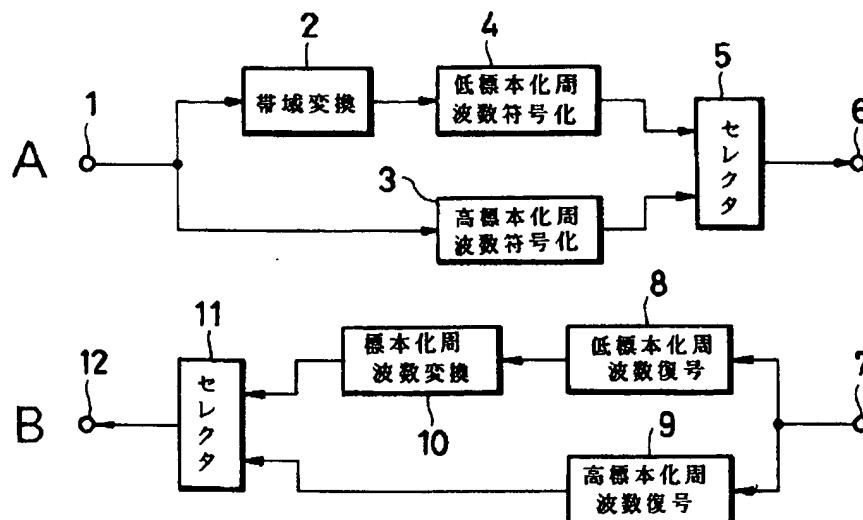 2
4
5
1
帯域変換
低標本化周
波数符号化
セレクタ
6
A
3
高標本化周
波数符号化
11
8
12
標本化周
波数変換
低標本化周
波数復号
7
セレクタ
B
10
9
高標本化周
波数復号